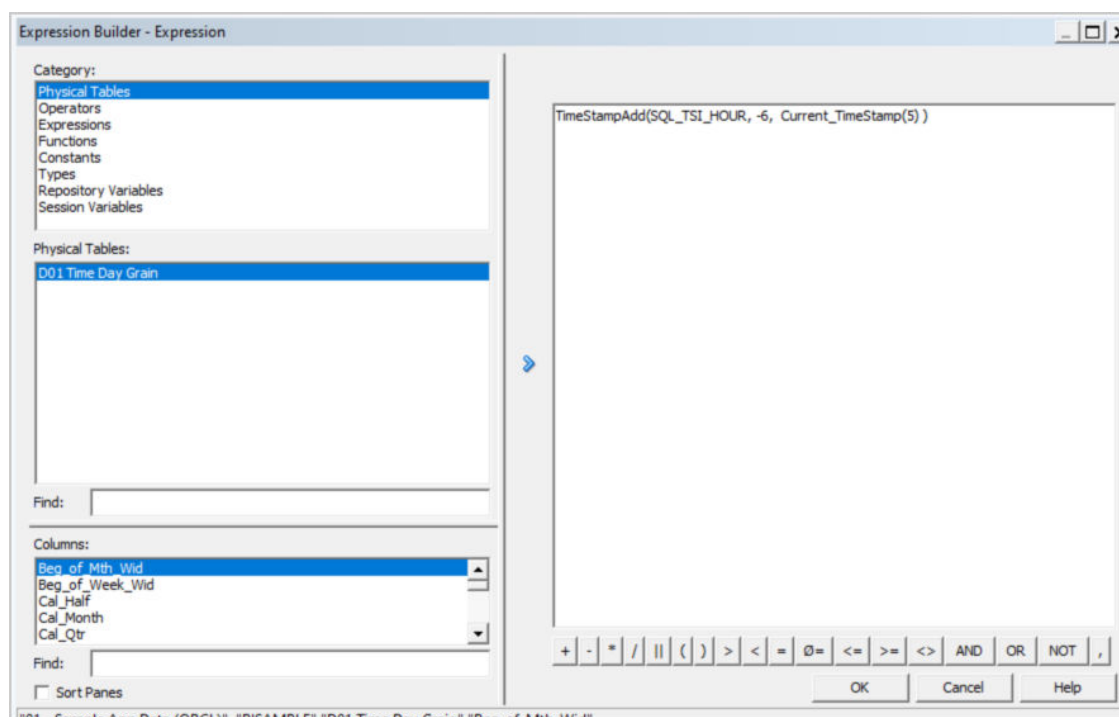 Expression Builder - Expression
Category:
Physical Tables
Operators
Expressions
Functions
Constants
Types
Repository Variables
Session Variables
Physical Tables:
D01 Time Day Grain
Find:
Columns:
Beg_of_Mth_Wid
Beg_of_Week_Wid
Cal_Half
Cal_Month
Cal_Qtr
Find:
Sort Panes
TimeStampAdd(SQL_TSI_HOUR, -6, Current_TimeStamp(5) )
+ - * / || ( ) > < = Ø= <= >= <> AND OR NOT ,
OK Cancel Help